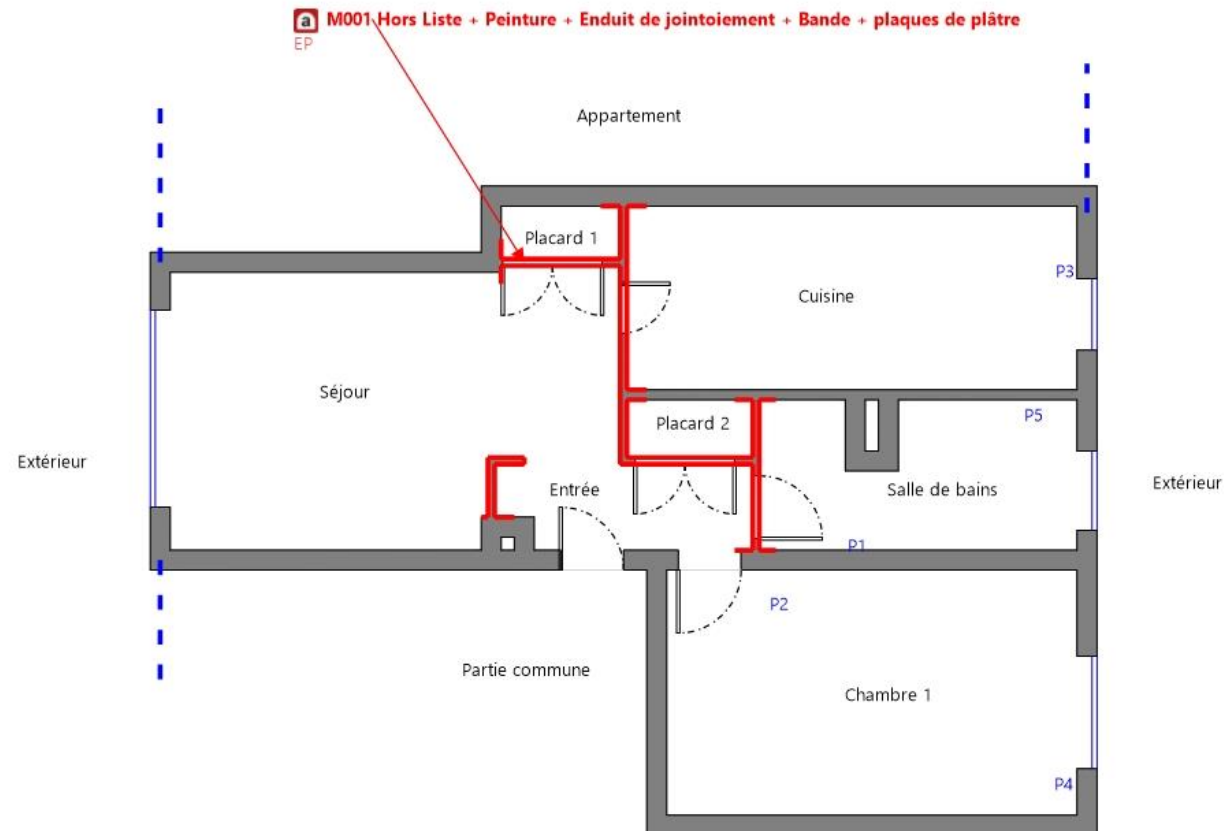 a M001 Hors Liste + Peinture + Enduit de jointoiement + Bande + plaques de plâtre
EP
Appartement
Placard 1
P3
Cuisine
Séjour
Placard 2
P5
Extérieur
Entrée
Salle de bains
Extérieur
P1
P2
Partie commune
Chambre 1
P4